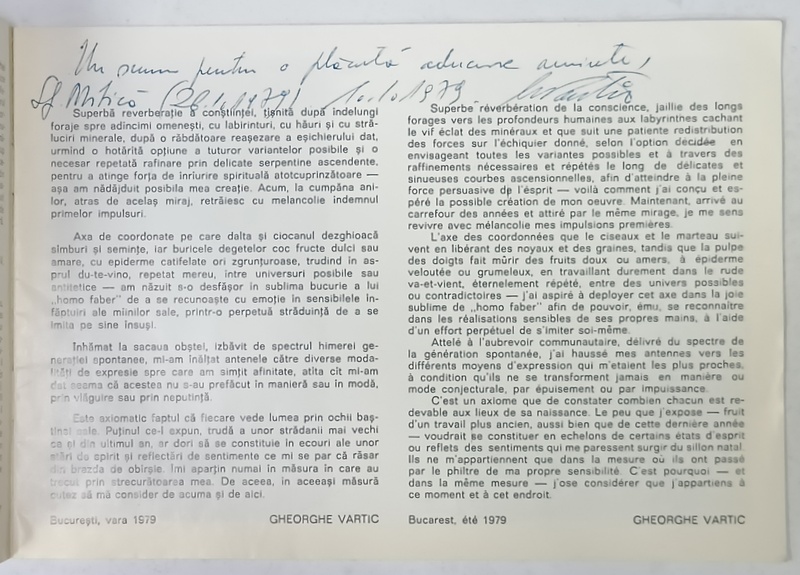 Un semn pentru o plăcută aducere aminte,
Sf. Mitică (26.X.1979)
Superbă reverberaţie a conştiinţei, ţişnită după îndelungi
foraje spre adîncimi omeneşti, cu labirinturi, cu hăuri şi cu stră-
luciri minerale, după o răbdătoare reaşezare a eşichierului dat,
urmînd o hotărîtă opţiune a tuturor variantelor posibile şi o
necesar repetată rafinare prin delicate serpentine ascendente,
pentru a atinge forţa de înrîurire spirituală atotcuprinzătoare —
aşa am nădăjduit posibila mea creaţie. Acum, la cumpăna ani-
lor, atras de acelaş miraj, retrăiesc cu melancolie îndemnul
primelor impulsuri.
Axa de coordonate pe care dalta şi ciocanul dezghioacă
sîmburi şi seminţe, iar buricele degetelor coc fructe dulci sau
amare, cu epiderme catifelate ori zgrunţuroase, trudind în as-
prul du-te-vino, repetat mereu, între universuri posibile sau
antitetice — am năzuit s-o desfăşor în sublima bucurie a lui
„homo faber" de a se recunoaşte cu emoţie în sensibilele în-
făptuiri ale mîinilor sale, printr-o perpetuă străduinţă de a se
imita pe sine însuşi.
Înhămat la sacaua obştei, izbăvit de spectrul himerei ge-
neraţiei spontanee, mi-am înălţat antenele către diverse moda-
lităţi de expresie spre care am simţit afinitate, atîta cît mi-am
dat seama că acestea nu s-au prefăcut în manieră sau în modă,
prin vlăguire sau prin neputinţă.
Este axiomatic faptul că fiecare vede lumea prin ochii baş-
tinei sale. Puţinul ce-l expun, trudă a unor strădanii mai vechi
ca şi din ultimul an, ar dori să se constituie în ecouri ale unor
stări de spirit şi reflectări de sentimente ce mi se par că răsar
din brazda de obîrşie. Îmi aparţin numai în măsura în care au
trecut prin strecurătoarea mea. De aceea, în aceeaşi măsură
cutez să mă consider de acuma şi de aici.
Bucureşti, vara 1979 GHEORGHE VARTIC
10.X.1979 GVartic
Superbe réverbération de la conscience, jaillie des longs
forages vers les profondeurs humaines aux labyrinthes cachant
le vif éclat des minéraux et que suit une patiente redistribution
des forces sur l'échiquier donné, selon l'option décidée en
envisageant toutes les variantes possibles et à travers des
raffinements nécessaires et répétés le long de délicates et
sinueuses courbes ascensionnelles, afin d'atteindre à la pleine
force persuasive de l'ésprit — voilà comment j'ai conçu et es-
péré la possible création de mon oeuvre. Maintenant, arrivé au
carrefour des années et attiré par le même mirage, je me sens
revivre avec mélancolie mes impulsions premières.
L'axe des coordonnées que le ciseaux et le marteau sui-
vent en libérant des noyaux et des graines, tandis que la pulpe
des doigts fait mûrir des fruits doux ou amers, à épiderme
veloutée ou grumeleux, en travaillant durement dans le rude
va-et-vient, éternelement répété, entre des univers possibles
ou contradictoires — j'ai aspiré à deployer cet axe dans la joie
sublime de „homo faber" afin de pouvoir, ému, se reconnaître
dans les réalisations sensibles de ses propres mains, à l'aide
d'un effort perpétuel de s'imiter soi-même.
Attelé à l'aubrevoir communautaire, délivré du spectre de
la génération spontanée, j'ai haussé mes antennes vers les
différents moyens d'expression qui m'etaient les plus proches,
à condition qu'ils ne se transforment jamais en manière ou
mode conjecturale, par épuisement ou par impuissance.
C'est un axiome que de constater combien chacun est re-
devable aux lieux de sa naissance. Le peu que j'expose — fruit
d'un travail plus ancien, aussi bien que de cette dernière année
— voudrait se constituer en echelons de certains états d'esprit
ou reflets des sentiments qui me paressent surgir du sillon natal.
Ils ne m'appartiennent que dans la mesure où ils ont passé
par le philtre de ma propre sensibilité. C'est pourquoi — et
dans la même mesure — j'ose considérer que j'appartiens à
ce moment et à cet endroit.
Bucarest, été 1979 GHEORGHE VARTIC